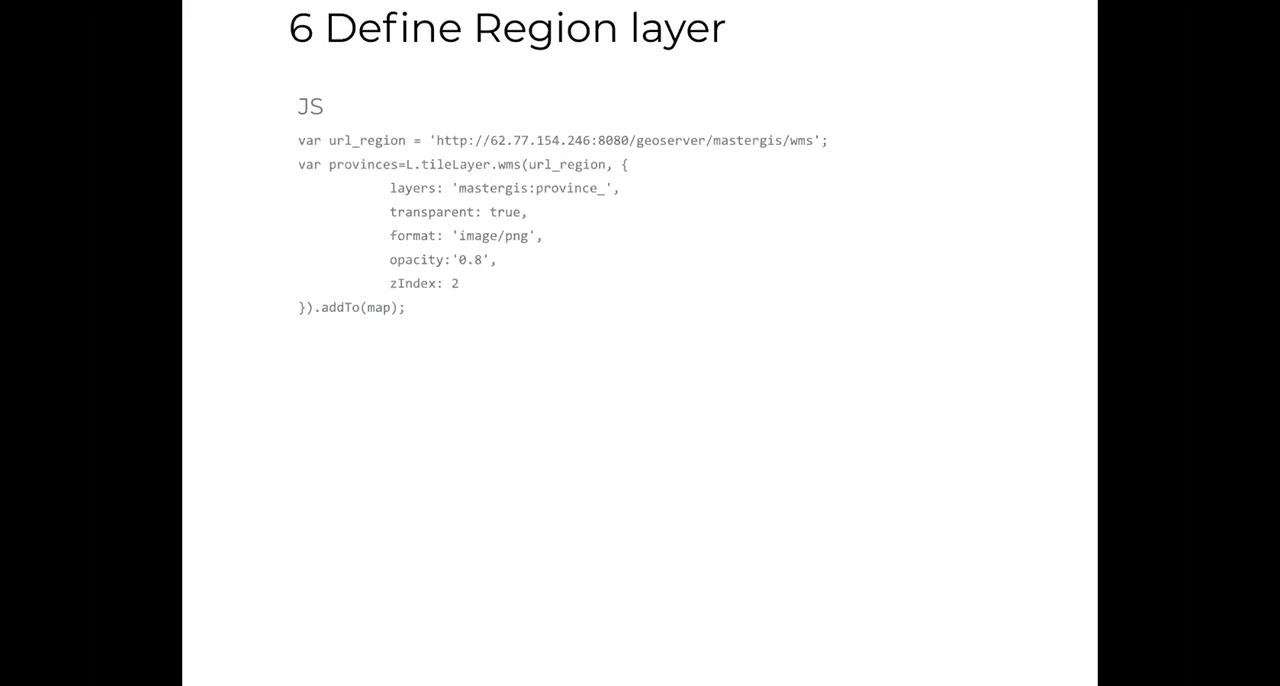 6 Define Region layer
JS
var url_region = 'http://62.77.154.246:8080/geoserver/mastergis/wms';
var provinces=L.tileLayer.wms(url_region, {
layers: 'mastergis:province_',
transparent: true,
format: 'image/png',
opacity:'0.8',
zIndex: 2
}).addTo(map);